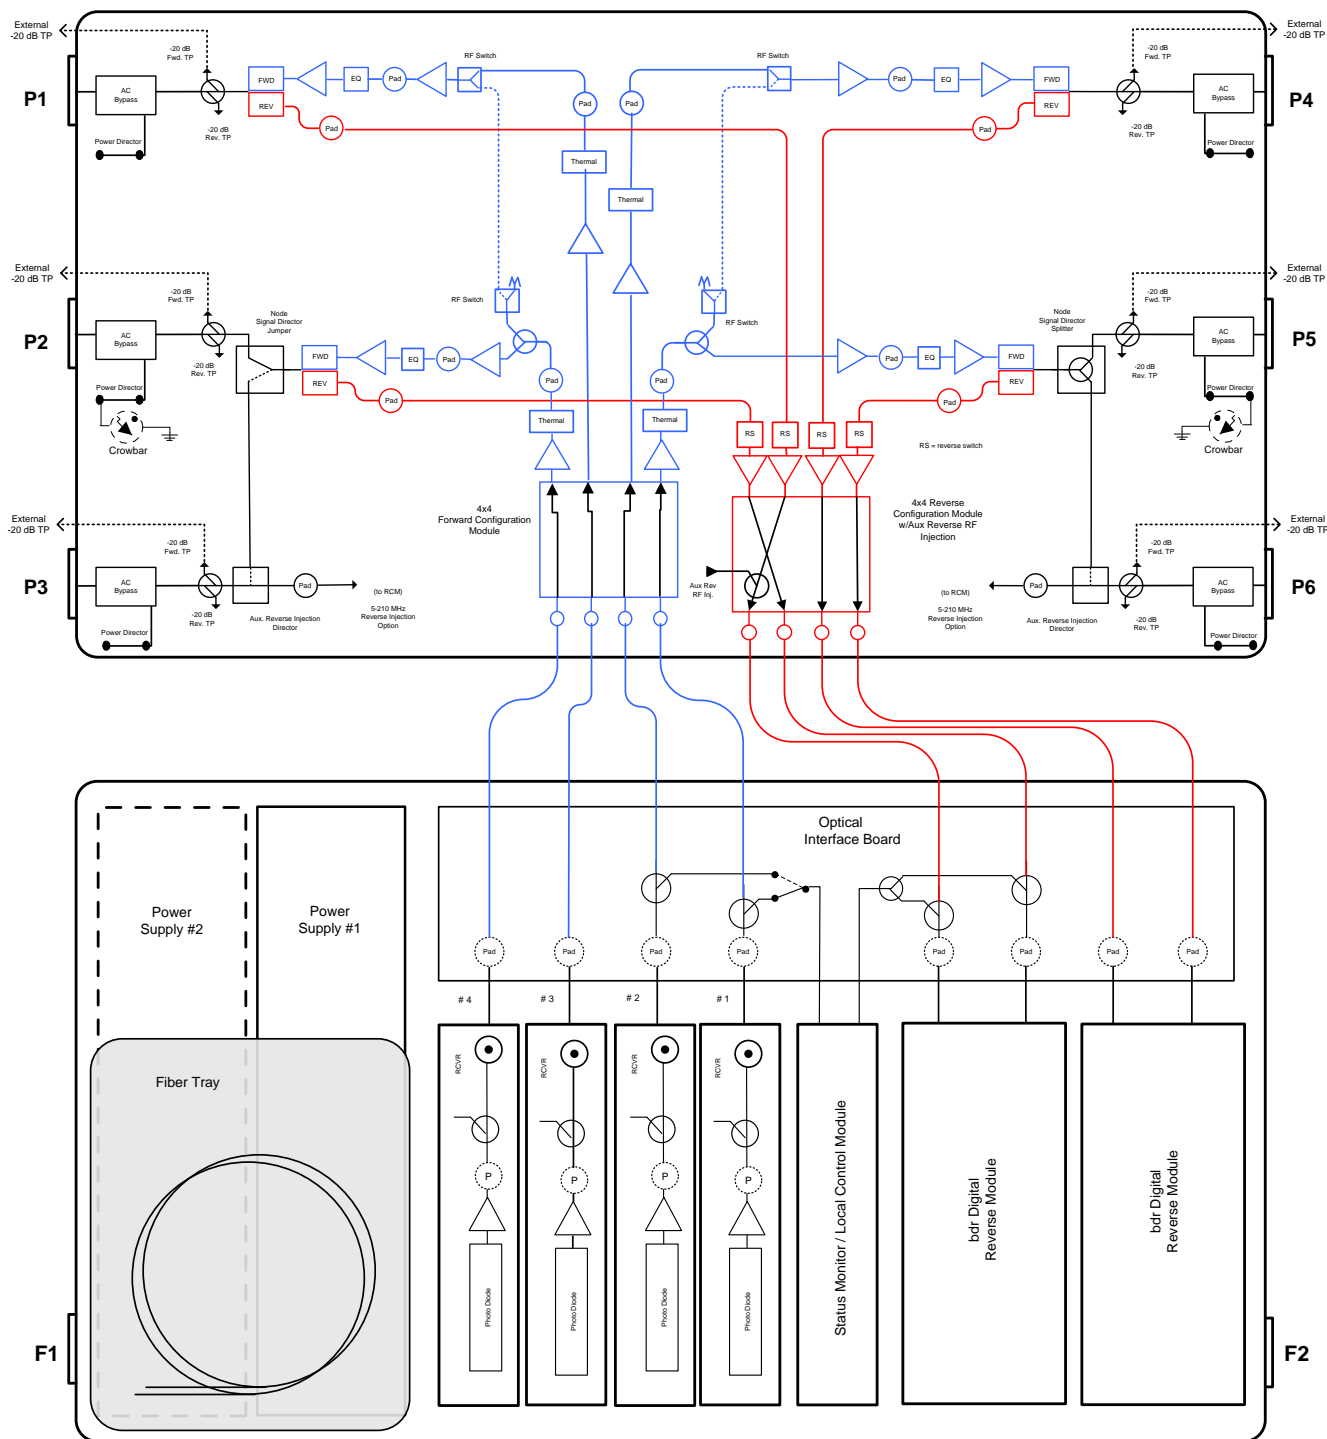 External
-20 dB TP
-20 dB
Fwd. TP
P1
AC
Bypass
-20 dB
Rev. TP
Power Director
FWD
REV
EQ
Pad
RF Switch
Pad
Pad
Thermal
Pad
Thermal
RF Switch
Pad
EQ
FWD
REV
Pad
-20 dB
Fwd. TP
External
-20 dB TP
AC
Bypass
P4
-20 dB
Rev. TP
Power Director
External
-20 dB TP
-20 dB
Fwd. TP
P2
AC
Bypass
-20 dB
Rev. TP
Power Director
Crowbar
Node
Signal Director
Jumper
FWD
REV
EQ
Pad
Pad
RF Switch
Pad
Thermal
RF Switch
Pad
Thermal
Pad
EQ
FWD
REV
Pad
Node
Signal Director
Splitter
-20 dB
Fwd. TP
External
-20 dB TP
AC
Bypass
P5
-20 dB
Rev. TP
Power Director
Crowbar
RS
RS
RS
RS
RS = reverse switch
4x4
Forward Configuration
Module
4x4 Reverse
Configuration Module
w/Aux Reverse RF
Injection
Aux Rev
RF Inj.
External
-20 dB TP
-20 dB
Fwd. TP
P3
AC
Bypass
-20 dB
Rev. TP
Power Director
Pad
Aux. Reverse Injection
Director
(to RCM)
5-210 MHz
Reverse Injection
Option
(to RCM)
5-210 MHz
Reverse Injection
Option
Pad
Aux. Reverse Injection
Director
-20 dB
Fwd. TP
External
-20 dB TP
AC
Bypass
P6
-20 dB
Rev. TP
Power Director
Optical
Interface Board
Power
Supply #2
Power
Supply #1
Pad
Pad
Pad
Pad
Pad
Pad
Pad
Pad
# 4
# 3
# 2
# 1
Fiber Tray
RCVR
P
Photo Diode
RCVR
P
Photo Diode
RCVR
P
Photo Diode
RCVR
P
Photo Diode
Status Monitor / Local Control Module
bdr Digital
Reverse Module
bdr Digital
Reverse Module
F1
F2